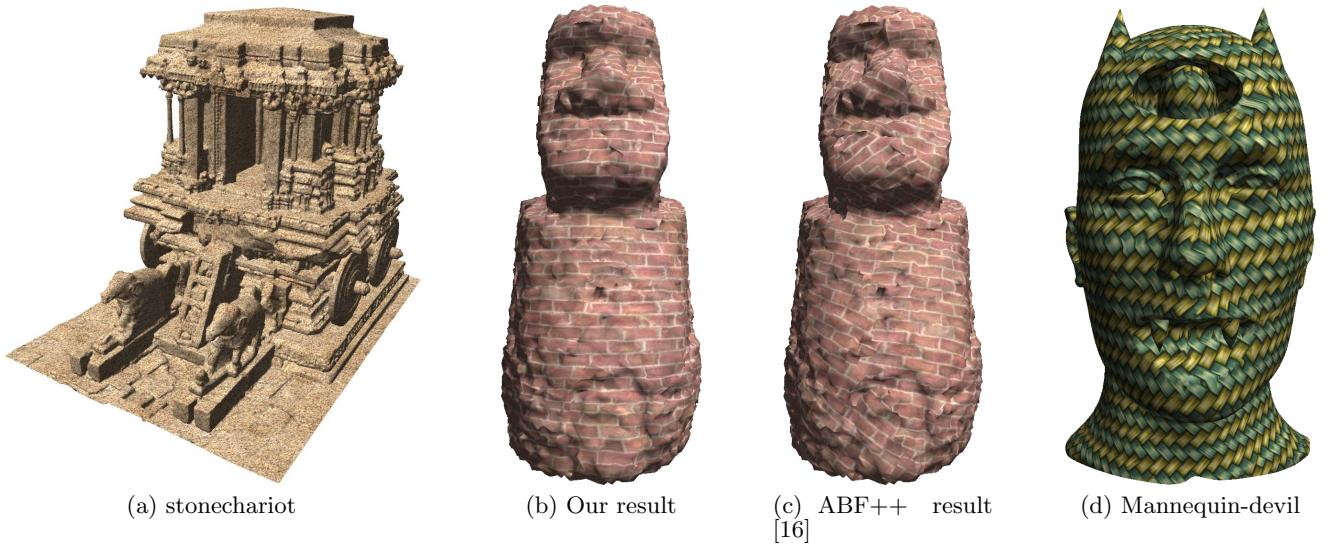 (a) stonechariot
(b) Our result
(c) ABF++ result
[16]
(d) Mannequin-devil